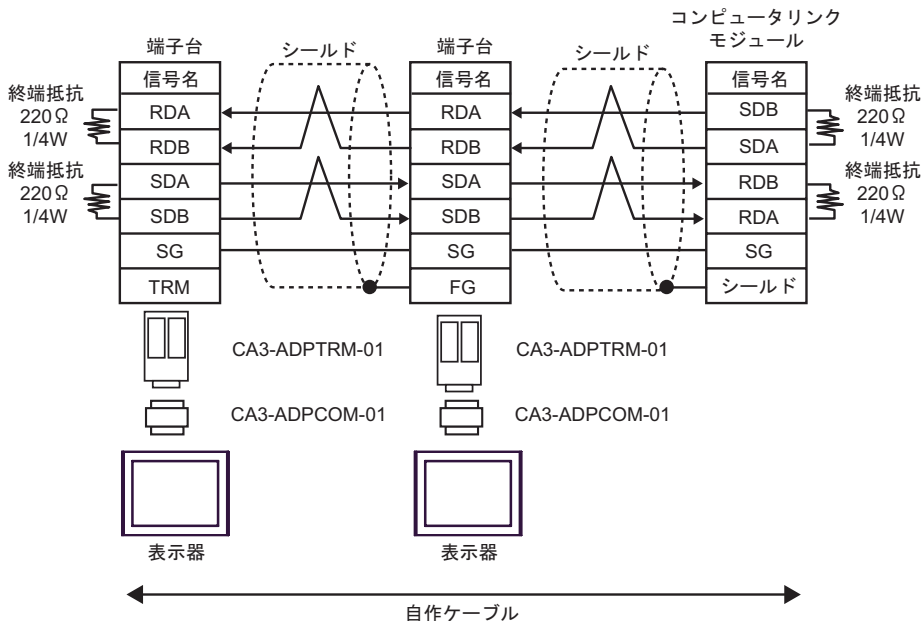 コンピュータリンク
モジュール
端子台
シールド
端子台
シールド
信号名
信号名
信号名
終端抵抗
220Ω
1/4W
RDA
RDA
SDB
終端抵抗
220Ω
1/4W
RDB
RDB
SDA
終端抵抗
220Ω
1/4W
SDA
SDA
RDB
終端抵抗
220Ω
1/4W
SDB
SDB
RDA
SG
SG
SG
TRM
FG
シールド
CA3-ADPTRM-01
CA3-ADPTRM-01
CA3-ADPCOM-01
CA3-ADPCOM-01
表示器
表示器
自作ケーブル